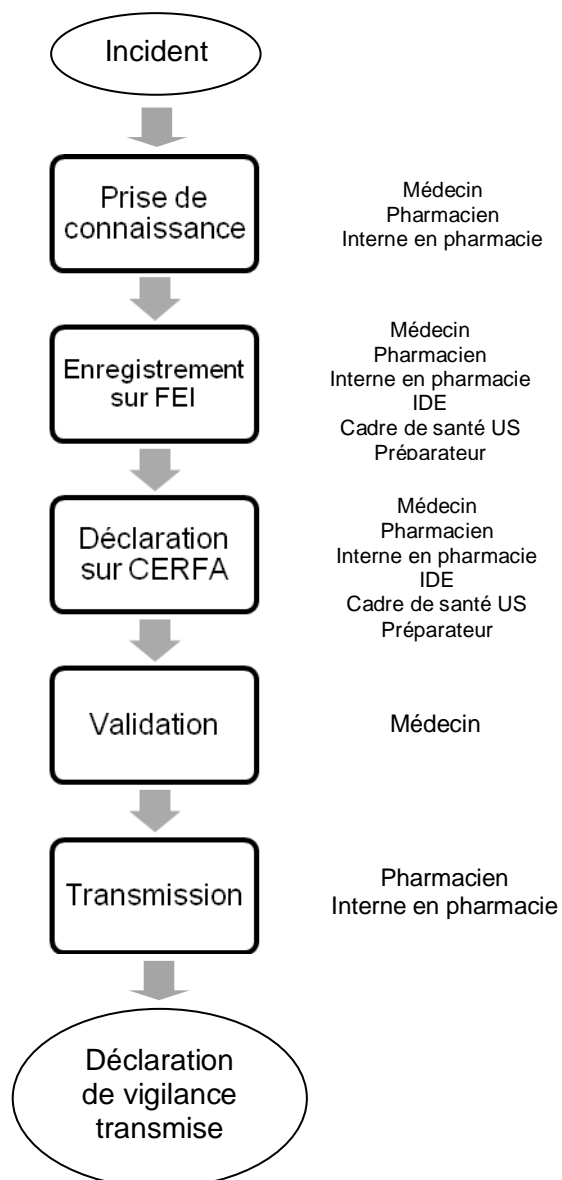 Incident
Prise de
connaissance
Médecin
Pharmacien
Interne en pharmacie
Enregistrement
sur FEI
Médecin
Pharmacien
Interne en pharmacie
IDE
Cadre de santé US
Préparateur
Déclaration
sur CERFA
Médecin
Pharmacien
Interne en pharmacie
IDE
Cadre de santé US
Préparateur
Validation
Médecin
Transmission
Pharmacien
Interne en pharmacie
Déclaration
de vigilance
transmise